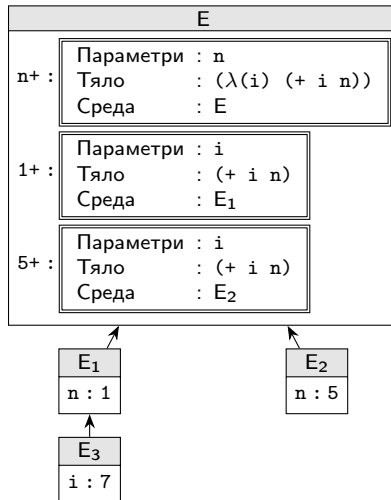 E
n+ :
Параметри : n
Тяло : (λ(i) (+ i n))
Среда : E
1+ :
Параметри : i
Тяло : (+ i n)
Среда : E₁
5+ :
Параметри : i
Тяло : (+ i n)
Среда : E₂
E₁
n : 1
E₂
n : 5
E₃
i : 7